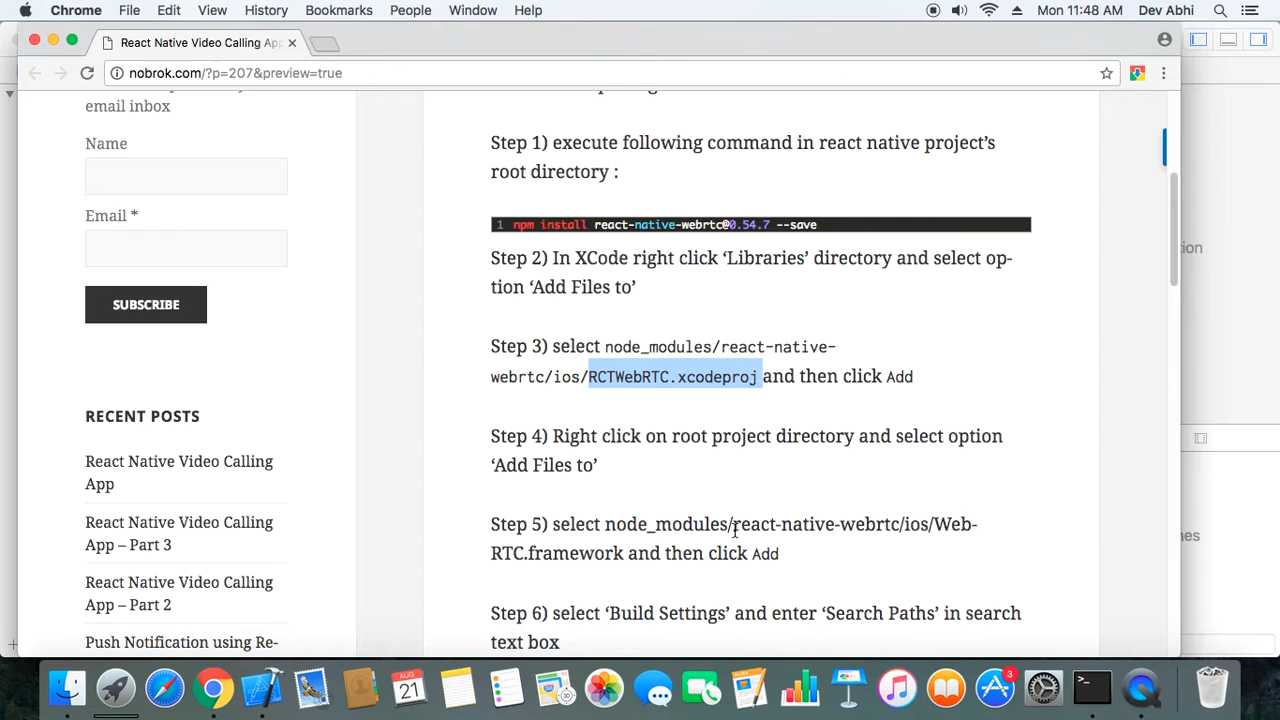 Chrome File Edit View History Bookmarks People Window Help Mon 11:48 AM Dev Abhi
React Native Video Calling App
nobrok.com/?p=207&preview=true
email inbox
Name
Email *
SUBSCRIBE
RECENT POSTS
React Native Video Calling
App
React Native Video Calling
App – Part 3
React Native Video Calling
App – Part 2
Push Notification using Re-
Step 1) execute following command in react native project’s
root directory :
1 npm install react-native-webrtc@0.54.7 --save
Step 2) In XCode right click ‘Libraries’ directory and select op-
tion ‘Add Files to’
Step 3) select node_modules/react-native-
webrtc/ios/RCTWebRTC.xcodeproj and then click Add
Step 4) Right click on root project directory and select option
‘Add Files to’
Step 5) select node_modules/react-native-webrtc/ios/Web-
RTC.framework and then click Add
Step 6) select ‘Build Settings’ and enter ‘Search Paths’ in search
text box
AUG
21
3